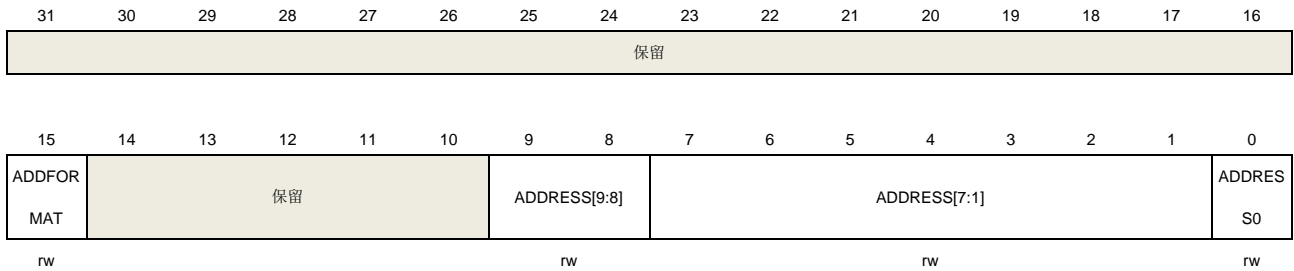 31 30 29 28 27 26 25 24 23 22 21 20 19 18 17 16
保留
15 14 13 12 11 10 9 8 7 6 5 4 3 2 1 0
ADDFOR
MAT
保留
ADDRESS[9:8]
ADDRESS[7:1]
ADDRES
S0
rw rw rw rw